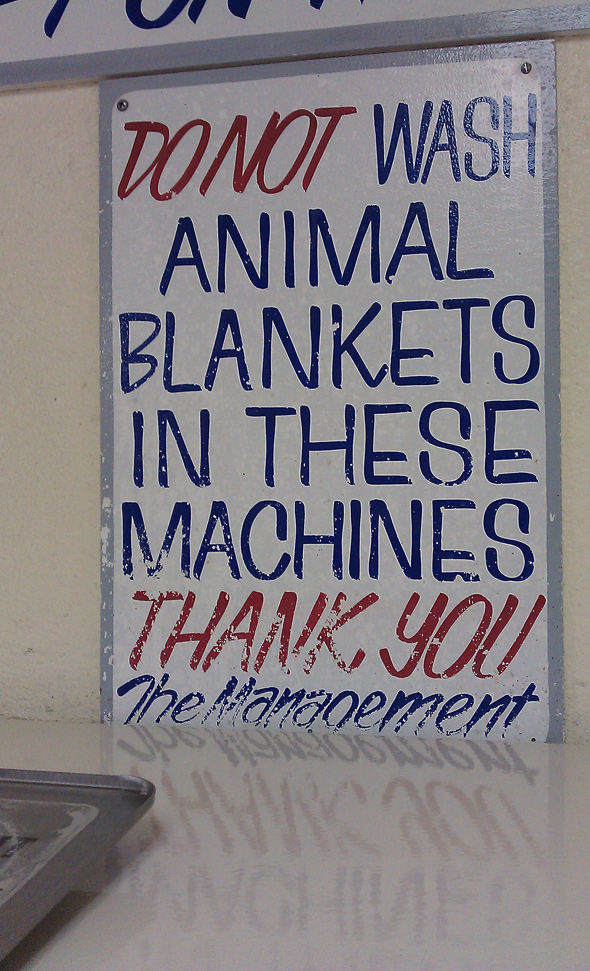 DO NOT WASH
ANIMAL
BLANKETS
IN THESE
MACHINES
THANK YOU
The Management